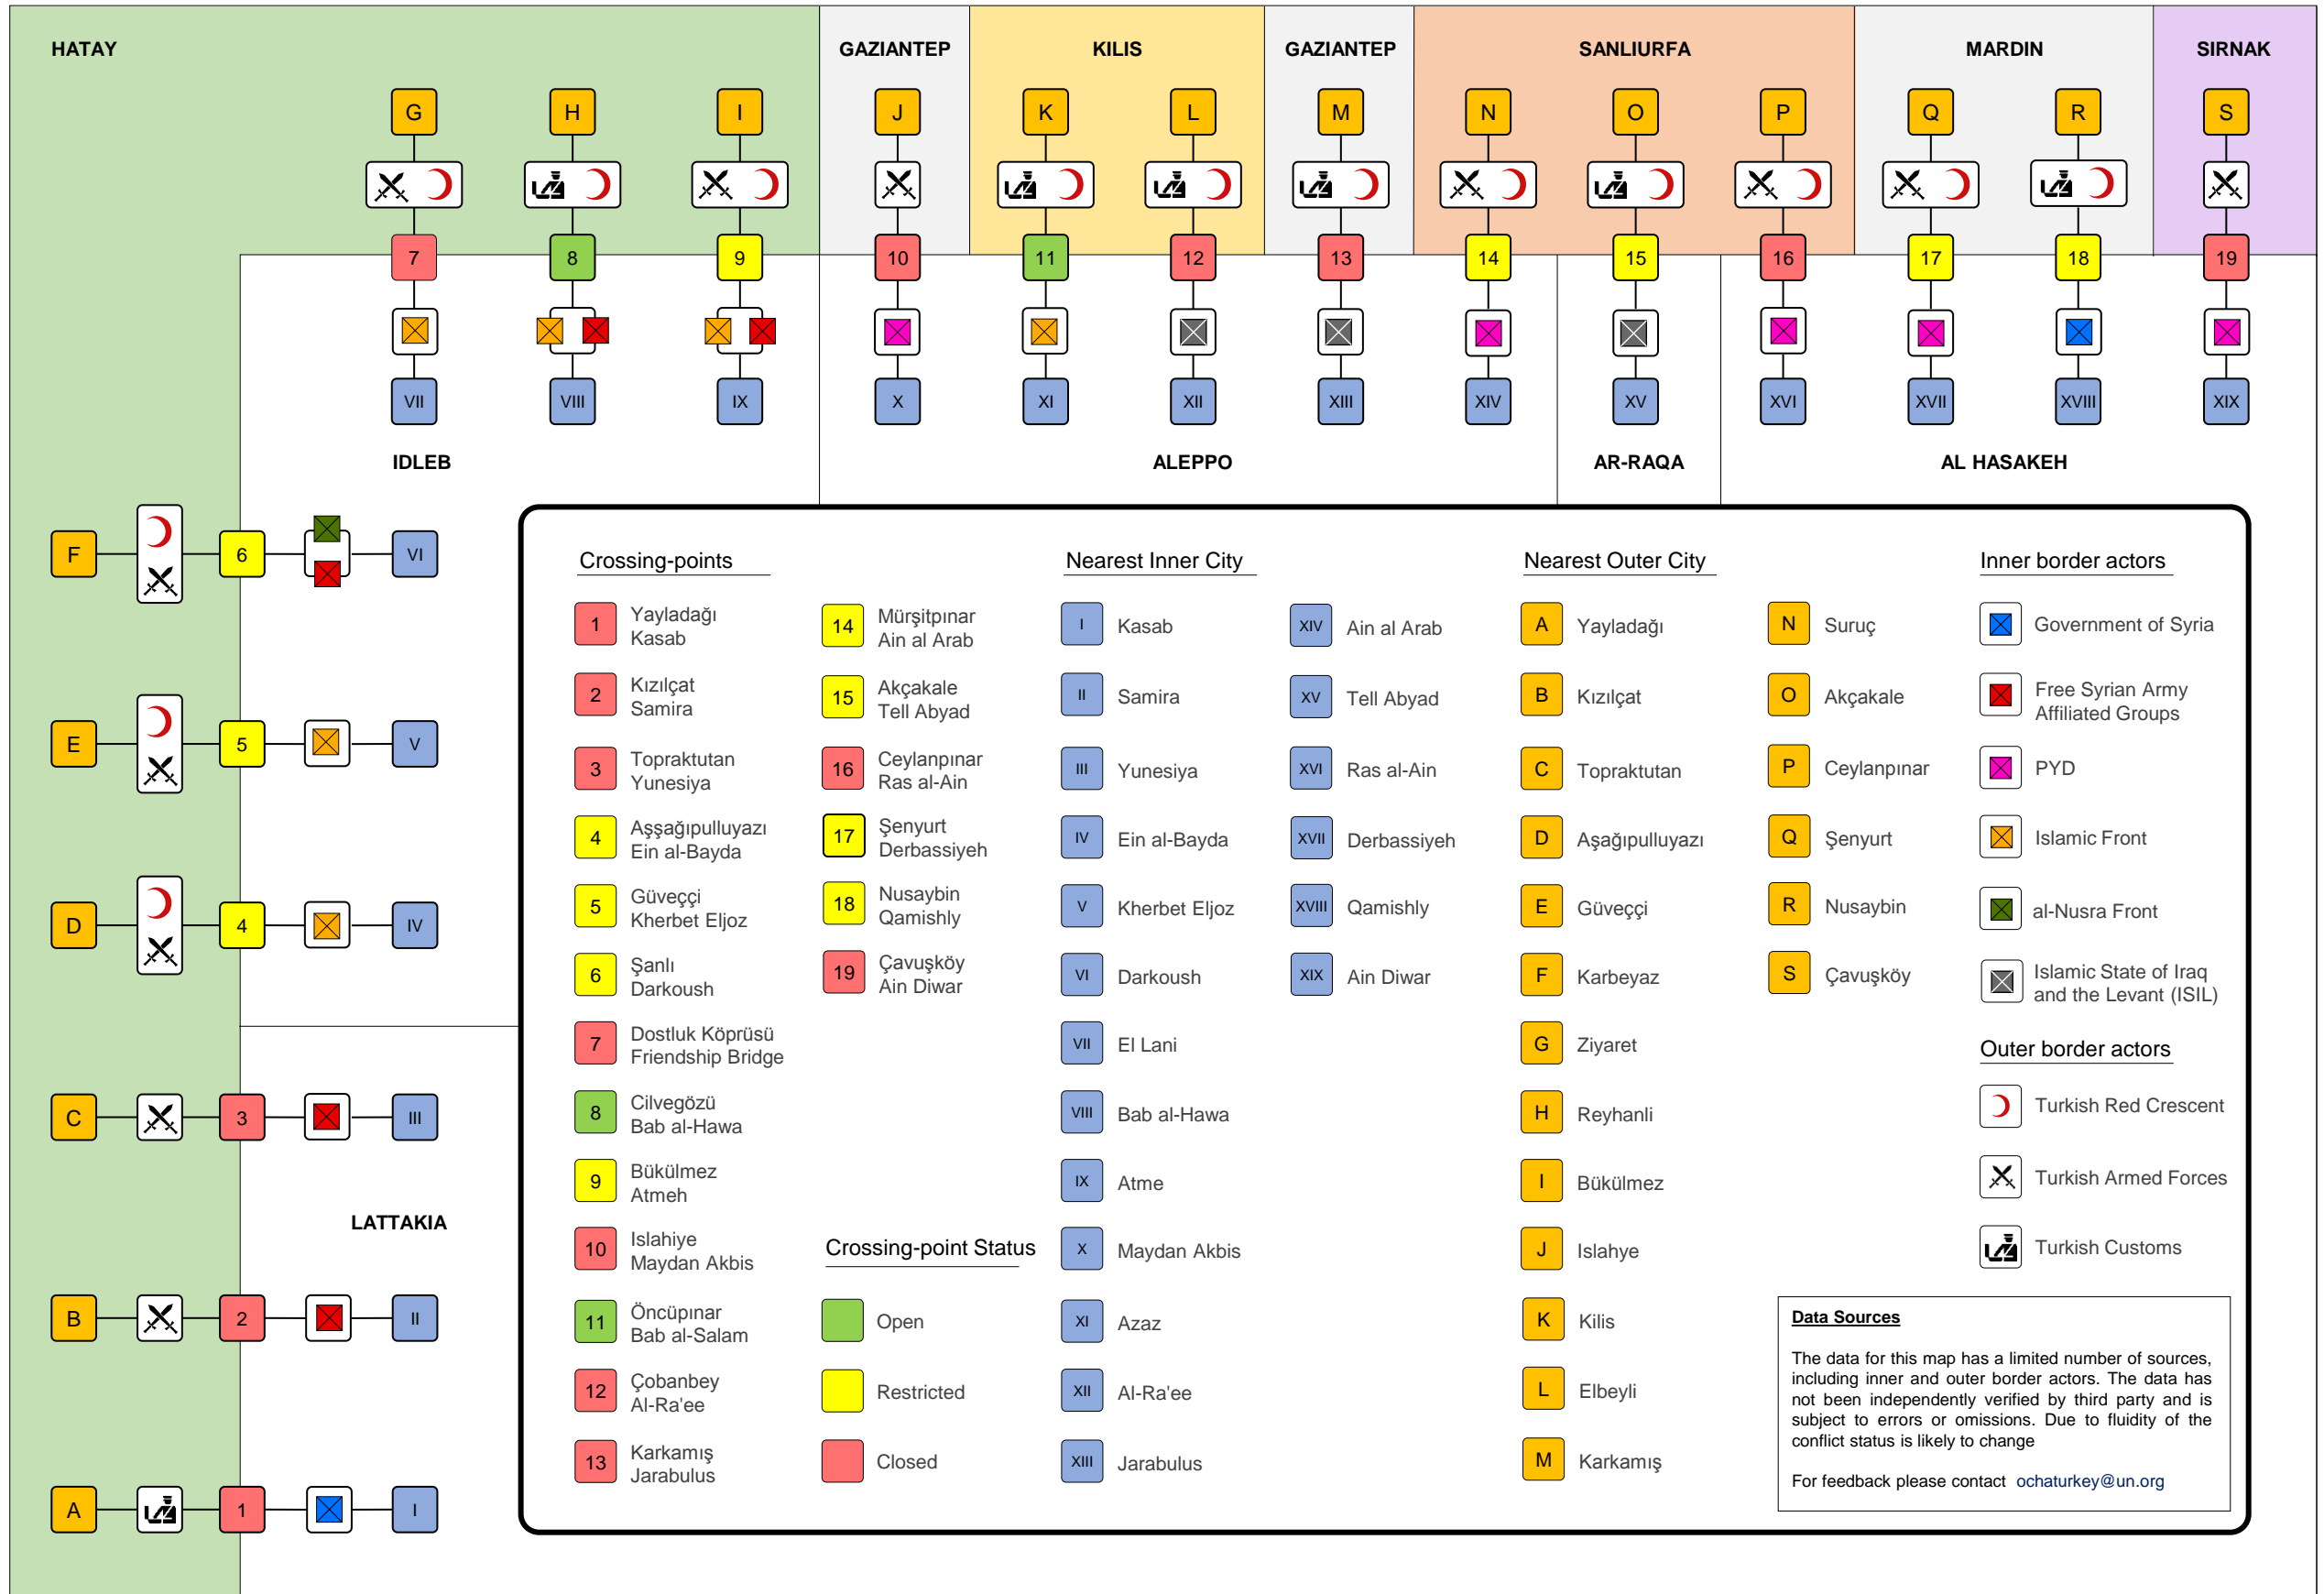 HATAY
GAZIANTEP
KILIS
GAZIANTEP
SANLIURFA
MARDIN
SIRNAK
G
H
I
J
K
L
M
N
O
P
Q
R
S
7
8
9
10
11
12
13
14
15
16
17
18
19
VII
VIII
IX
X
XI
XII
XIII
XIV
XV
XVI
XVII
XVIII
XIX
IDLEB
ALEPPO
AR-RAQA
AL HASAKEH
F
6
VI
E
5
V
D
4
IV
C
3
III
LATTAKIA
B
2
II
A
1
I
Crossing-points
1
Yayladağı
Kasab
2
Kızılçat
Samira
3
Topraktutan
Yunesiya
4
Aşşağıpulluyazı
Ein al-Bayda
5
Güveççi
Kherbet Eljoz
6
Şanlı
Darkoush
7
Dostluk Köprüsü
Friendship Bridge
8
Cilvegözü
Bab al-Hawa
9
Bükülmez
Atmeh
10
Islahiye
Maydan Akbis
11
Öncüpınar
Bab al-Salam
12
Çobanbey
Al-Ra'ee
13
Karkamış
Jarabulus
14
Mürşitpınar
Ain al Arab
15
Akçakale
Tell Abyad
16
Ceylanpınar
Ras al-Ain
17
Şenyurt
Derbassiyeh
18
Nusaybin
Qamishly
19
Çavuşköy
Ain Diwar
Crossing-point Status
Open
Restricted
Closed
Nearest Inner City
I
Kasab
II
Samira
III
Yunesiya
IV
Ein al-Bayda
V
Kherbet Eljoz
VI
Darkoush
VII
El Lani
VIII
Bab al-Hawa
IX
Atme
X
Maydan Akbis
XI
Azaz
XII
Al-Ra'ee
XIII
Jarabulus
XIV
Ain al Arab
XV
Tell Abyad
XVI
Ras al-Ain
XVII
Derbassiyeh
XVIII
Qamishly
XIX
Ain Diwar
Nearest Outer City
A
Yayladağı
B
Kızılçat
C
Topraktutan
D
Aşağıpulluyazı
E
Güveççi
F
Karbeyaz
G
Ziyaret
H
Reyhanli
I
Bükülmez
J
Islahye
K
Kilis
L
Elbeyli
M
Karkamış
N
Suruç
O
Akçakale
P
Ceylanpınar
Q
Şenyurt
R
Nusaybin
S
Çavuşköy
Inner border actors
Government of Syria
Free Syrian Army
Affiliated Groups
PYD
Islamic Front
al-Nusra Front
Islamic State of Iraq
and the Levant (ISIL)
Outer border actors
Turkish Red Crescent
Turkish Armed Forces
Turkish Customs
Data Sources
The data for this map has a limited number of sources,
including inner and outer border actors. The data has
not been independently verified by third party and is
subject to errors or omissions. Due to fluidity of the
conflict status is likely to change
For feedback please contact ochaturkey@un.org